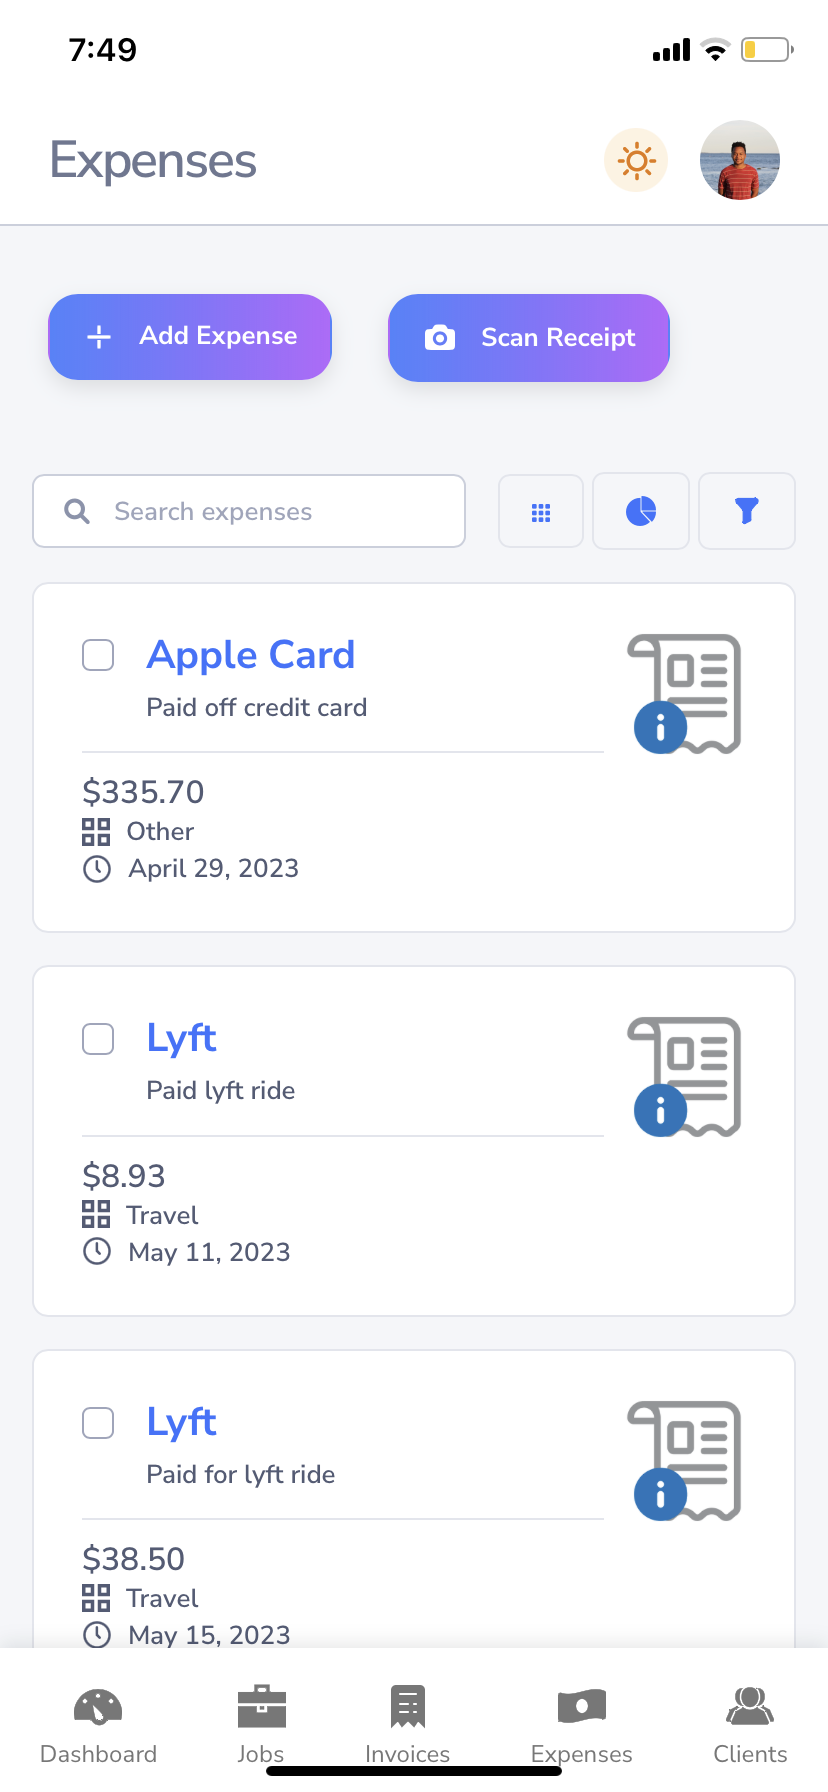 7:49
Expenses
Add Expense
Scan Receipt
Search expenses
Apple Card
Paid off credit card
$335.70
Other
April 29, 2023
Lyft
Paid lyft ride
$8.93
Travel
May 11, 2023
Lyft
Paid for lyft ride
$38.50
Travel
May 15, 2023
Dashboard
Jobs
Invoices
Expenses
Clients